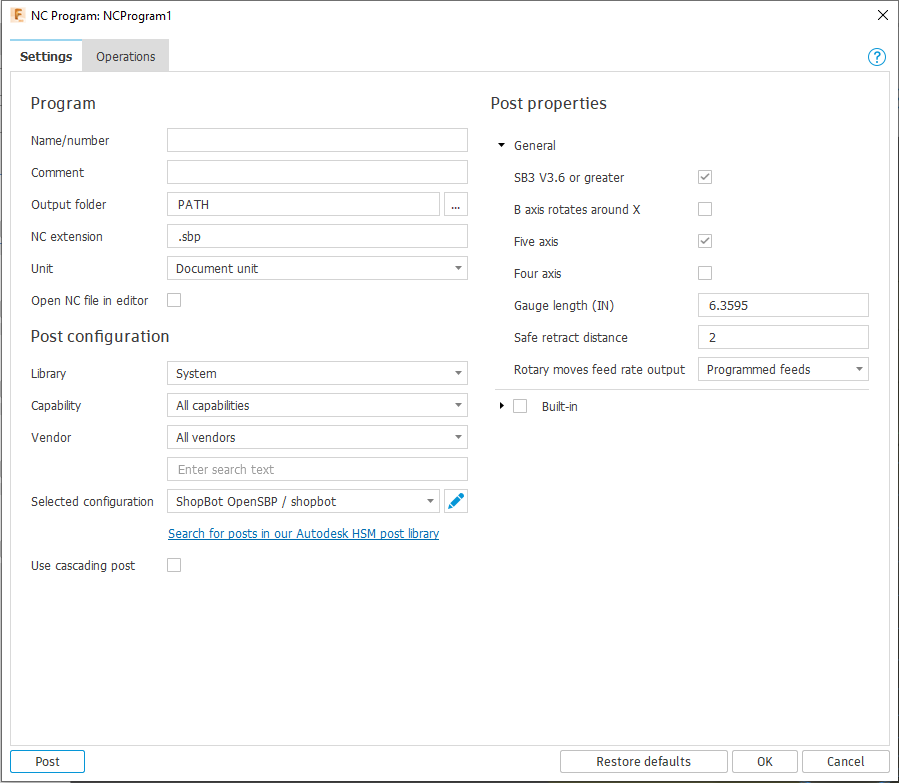 NC Program: NCProgram1
Settings
Operations
Program
Name/number
Comment
Output folder
PATH
...
NC extension
.sbp
Unit
Document unit
Open NC file in editor
Post configuration
Library
System
Capability
All capabilities
Vendor
All vendors
Enter search text
Selected configuration
ShopBot OpenSBP / shopbot
Search for posts in our Autodesk HSM post library
Use cascading post
Post properties
General
SB3 V3.6 or greater
B axis rotates around X
Five axis
Four axis
Gauge length (IN)
6.3595
Safe retract distance
2
Rotary moves feed rate output
Programmed feeds
Built-in
Post
Restore defaults
OK
Cancel